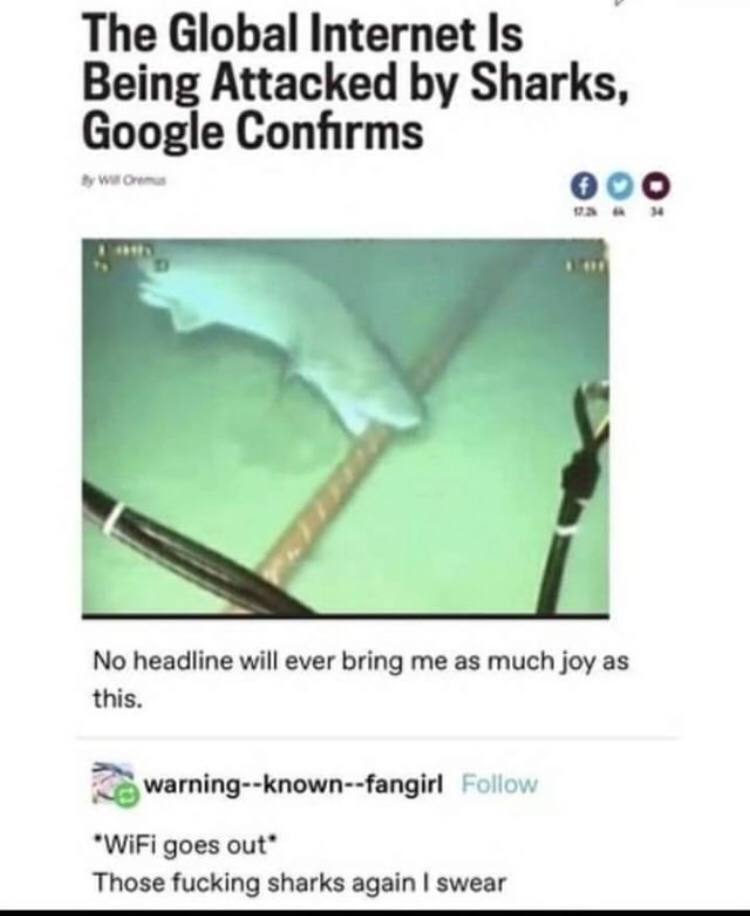 The Global Internet Is
Being Attacked by Sharks,
Google Confirms
By Will Oremus
17.2k 6k 34
No headline will ever bring me as much joy as
this.
warning--known--fangirl Follow
*WiFi goes out*
Those fucking sharks again I swear